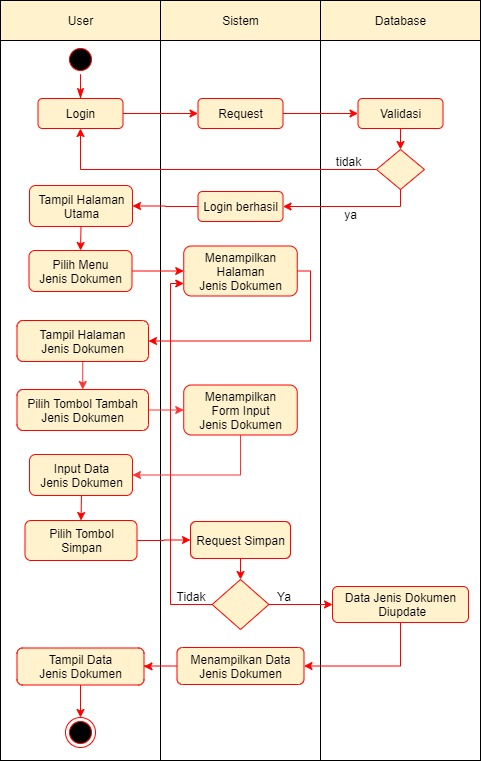 User
Sistem
Database
Login
Request
Validasi
tidak
ya
Login berhasil
Tampil Halaman
Utama
Pilih Menu
Jenis Dokumen
Menampilkan
Halaman
Jenis Dokumen
Tampil Halaman
Jenis Dokumen
Pilih Tombol Tambah
Jenis Dokumen
Menampilkan
Form Input
Jenis Dokumen
Input Data
Jenis Dokumen
Pilih Tombol
Simpan
Request Simpan
Tidak
Ya
Data Jenis Dokumen
Diupdate
Menampilkan Data
Jenis Dokumen
Tampil Data
Jenis Dokumen